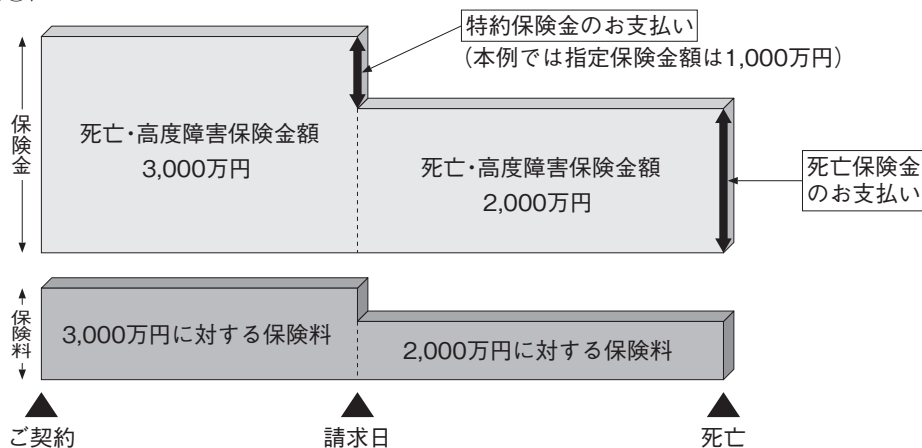 特約保険金のお支払い
（本例では指定保険金額は1,000万円）
保険金
死亡・高度障害保険金額
3,000万円
死亡・高度障害保険金額
2,000万円
死亡保険金
のお支払い
保険料
3,000万円に対する保険料
2,000万円に対する保険料
ご契約
請求日
死亡